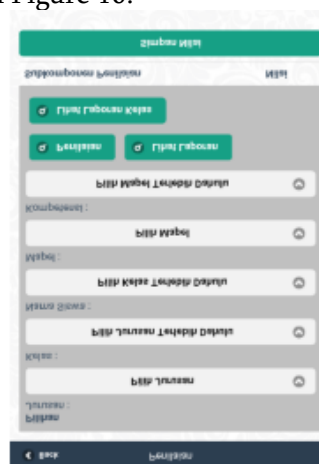 Figure 10.
Back Penilaian
Pilihan
Jurusan :
Pilih Jurusan
Kelas :
Pilih Jurusan Terlebih Dahulu
Nama Siswa :
Pilih Kelas Terlebih Dahulu
Mapel :
Pilih Mapel
Kompetensi :
Pilih Mapel Terlebih Dahulu
Penilaian Lihat Laporan
Lihat Laporan Kelas
Subkomponen Penilaian Nilai
Simpan Nilai